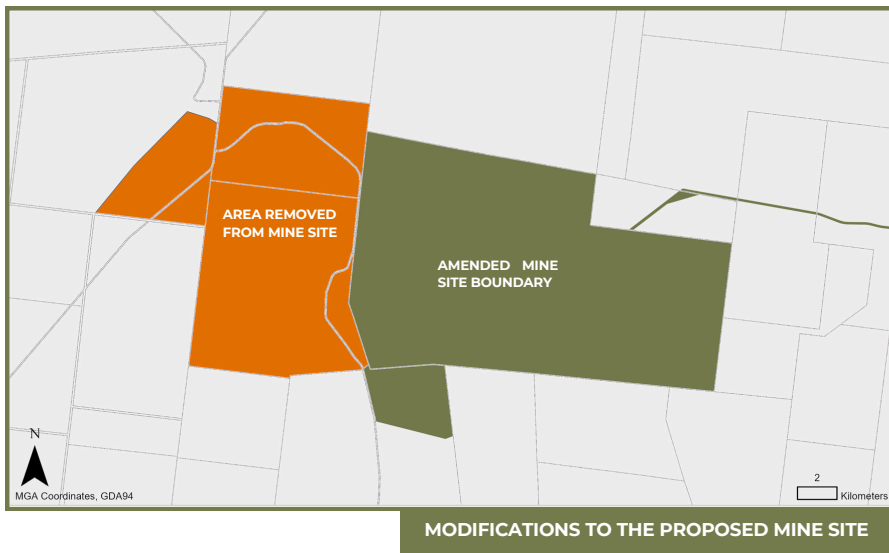 AREA REMOVED
FROM MINE SITE
AMENDED MINE
SITE BOUNDARY
N
MGA Coordinates, GDA94
2
Kilometers
MODIFICATIONS TO THE PROPOSED MINE SITE